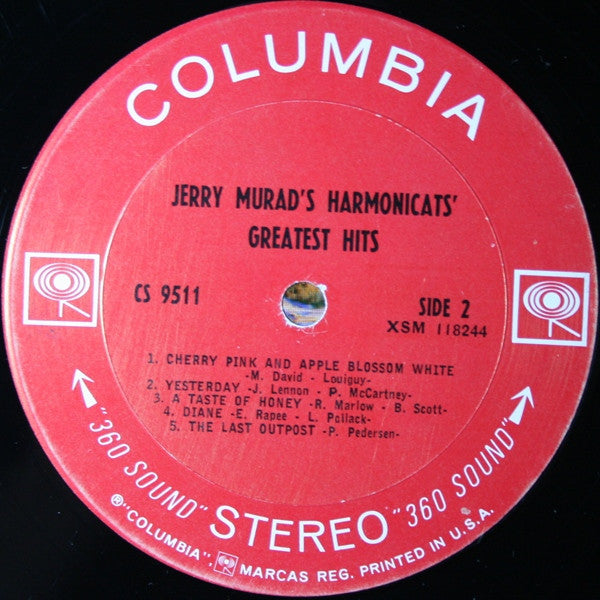 COLUMBIA
JERRY MURAD'S HARMONICATS'
GREATEST HITS
CS 9511
SIDE 2
XSM 118244
1. CHERRY PINK AND APPLE BLOSSOM WHITE
-M. David - Louiguy-
2. YESTERDAY -J. Lennon - P. McCartney-
3. A TASTE OF HONEY -R. Marlow - B. Scott-
4. DIANE -E. Rapee - L. Pollack-
5. THE LAST OUTPOST -P. Pedersen-
"360 SOUND" STEREO "360 SOUND"
®"COLUMBIA", MARCAS REG. PRINTED IN U.S.A.